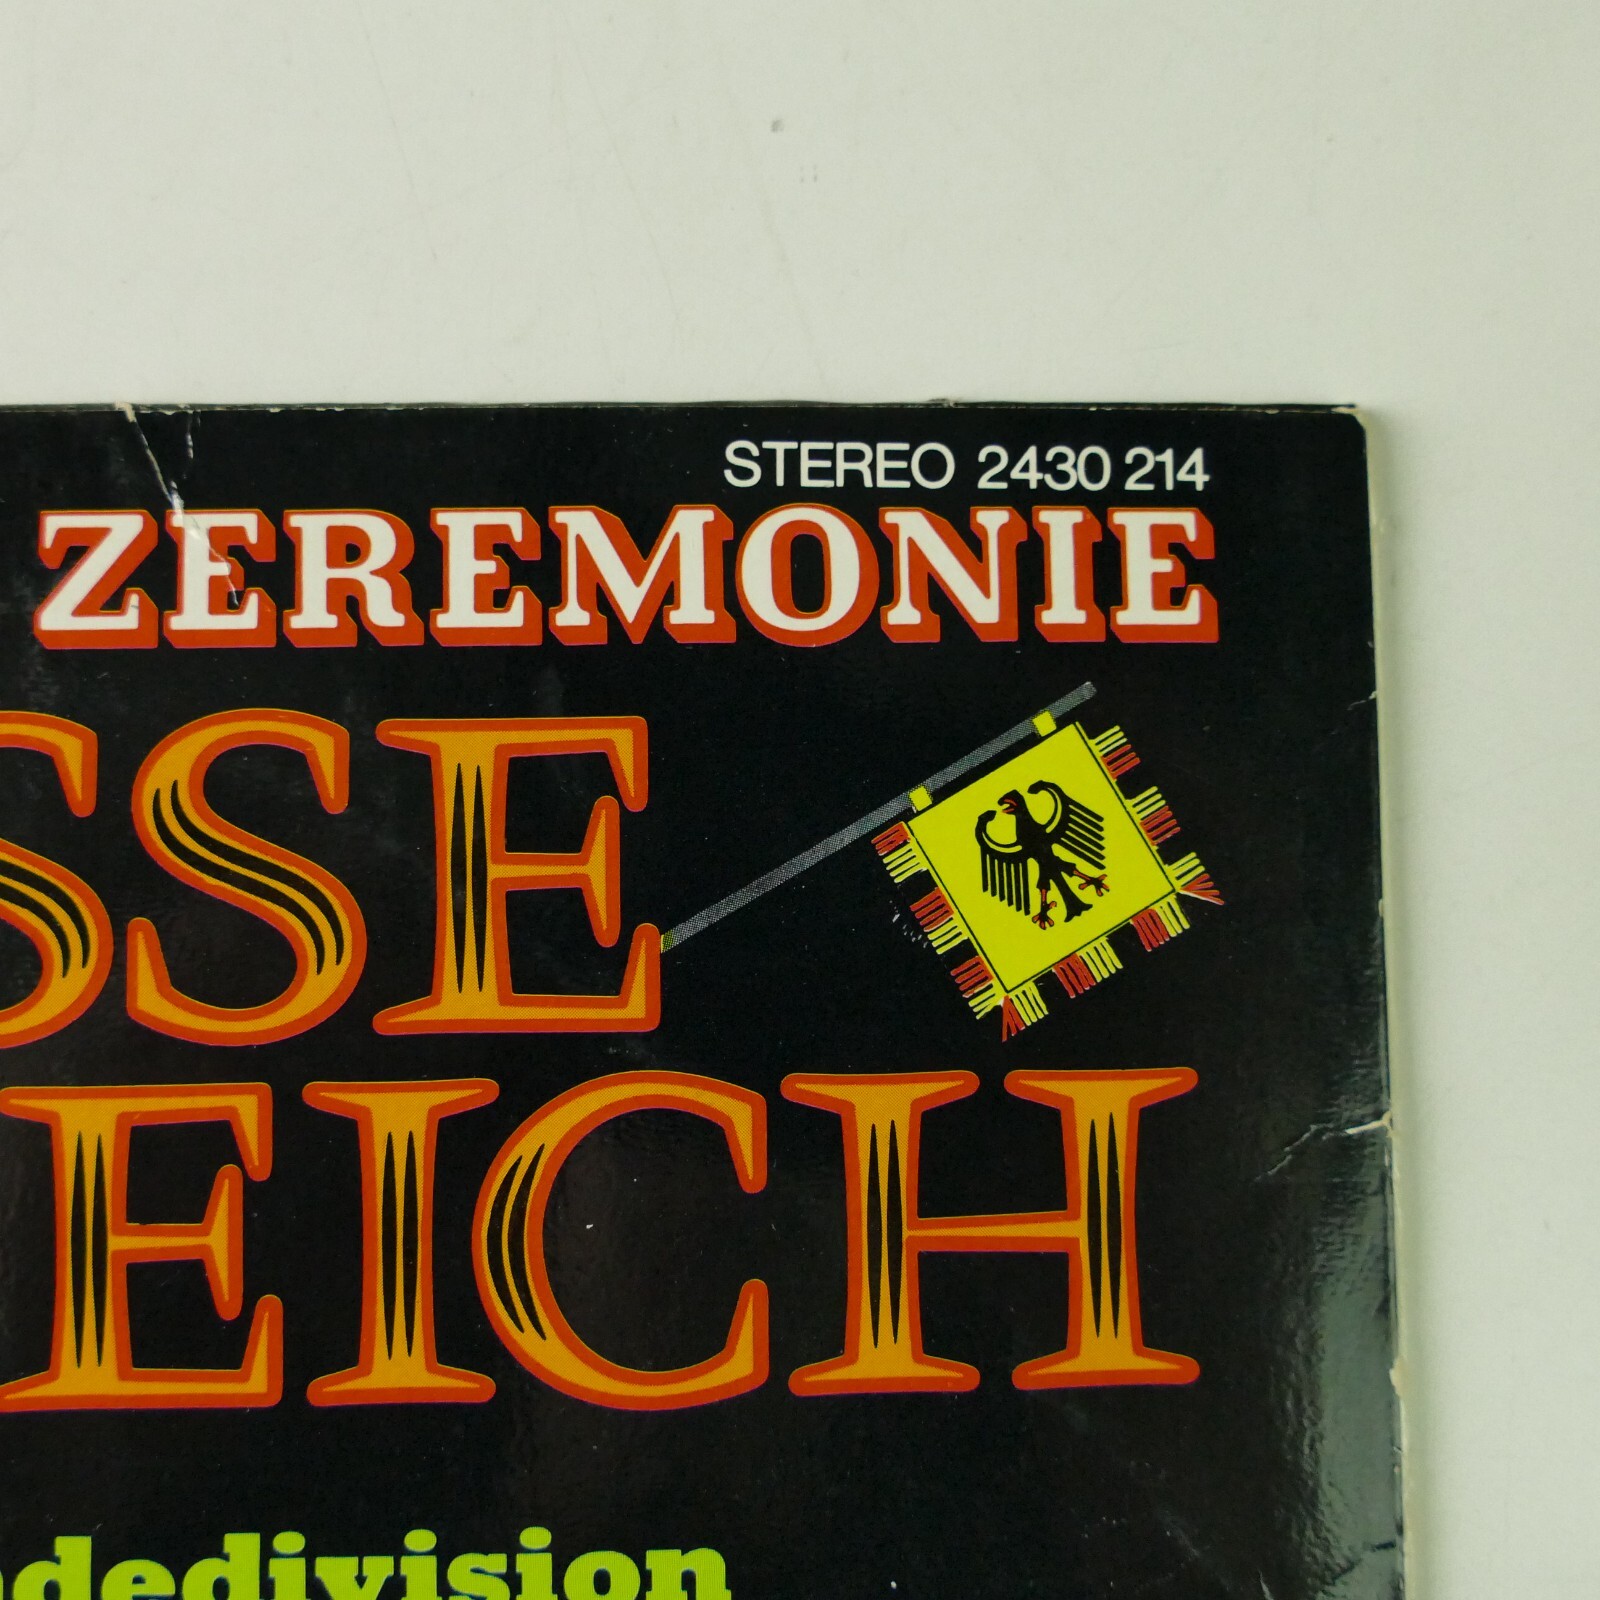 STEREO 2430 214
ZEREMONIE
SSE
EICH
dedivision